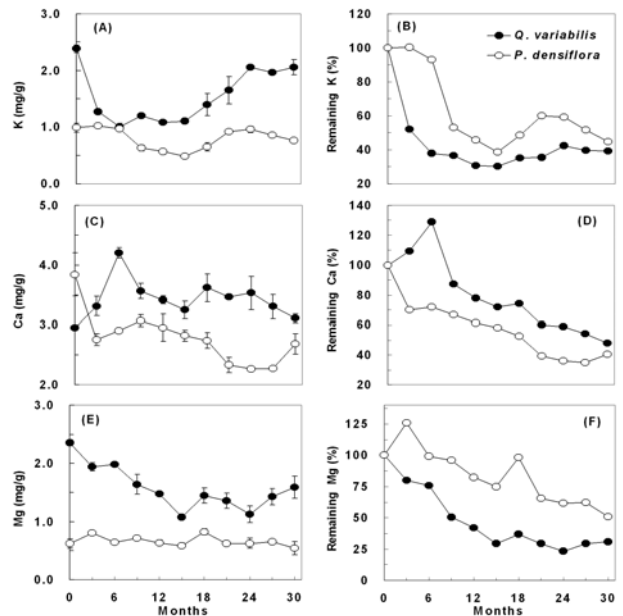 (A)
K (mg/g)
3.0
2.0
1.0
0.0
(B)
Remaining K (%)
120
100
80
60
40
20
Q. variabilis
P. densiflora
(C)
Ca (mg/g)
5.0
4.0
3.0
2.0
(D)
Remaining Ca (%)
140
120
100
80
60
40
20
(E)
Mg (mg/g)
3.0
2.0
1.0
0.0
0 6 12 18 24 30
Months
(F)
Remaining Mg (%)
150
125
100
75
50
25
0
0 6 12 18 24 30
Months